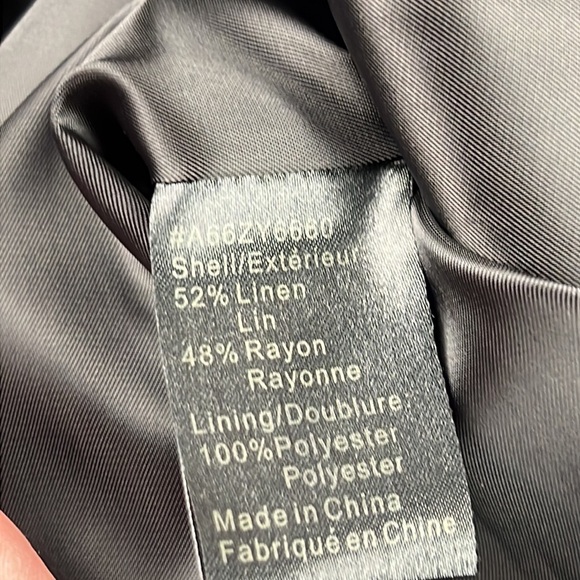 #A66ZY6660
Shell/Extérieur
52% Linen
Lin
48% Rayon
Rayonne
Lining/Doublure:
100%Polyester
Polyester
Made in China
Fabriqué en Chine